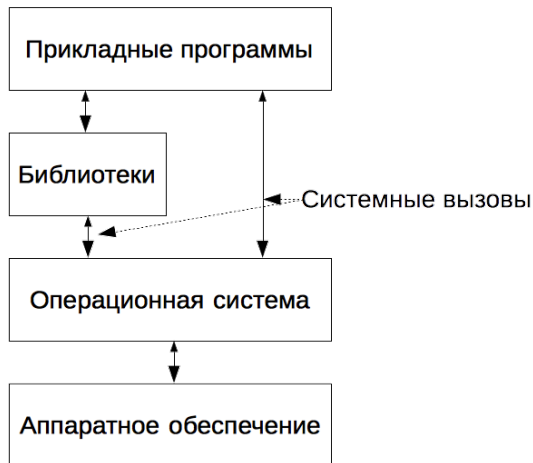 Прикладные программы
Библиотеки
Системные вызовы
Операционная система
Аппаратное обеспечение